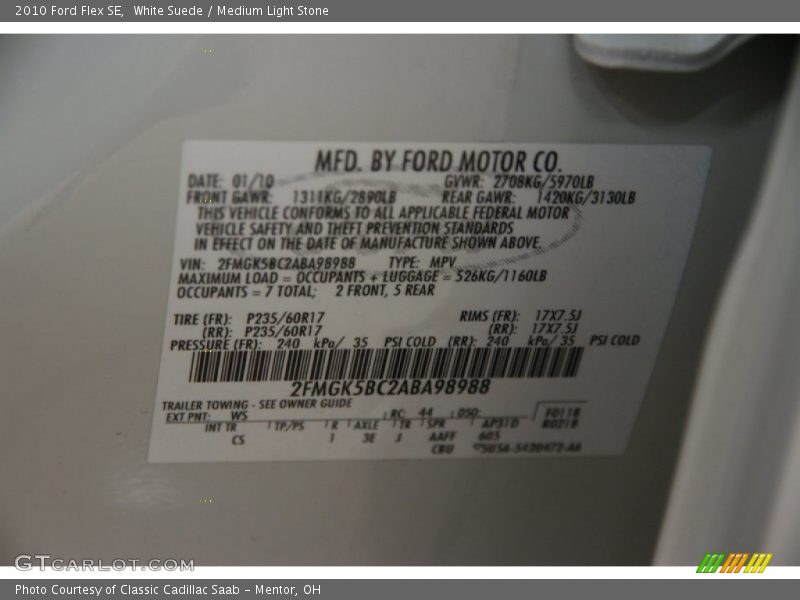 2010 Ford Flex SE, White Suede / Medium Light Stone
MFD. BY FORD MOTOR CO.
DATE: 01/10 GVWR: 2708KG/5970LB
FRONT GAWR: 1311KG/2890LB REAR GAWR: 1420KG/3130LB
THIS VEHICLE CONFORMS TO ALL APPLICABLE FEDERAL MOTOR
VEHICLE SAFETY AND THEFT PREVENTION STANDARDS
IN EFFECT ON THE DATE OF MANUFACTURE SHOWN ABOVE.
VIN: 2FMGK5BC2ABA98988 TYPE: MPV
MAXIMUM LOAD = OCCUPANTS + LUGGAGE = 526KG/1160LB
OCCUPANTS = 7 TOTAL; 2 FRONT, 5 REAR
TIRE (FR): P235/60R17 RIMS (FR): 17X7.5J
(RR): P235/60R17 (RR): 17X7.5J
PRESSURE (FR): 240 kPa/ 35 PSI COLD (RR): 240 kPa/ 35 PSI COLD
2FMGK5BC2ABA98988
TRAILER TOWING - SEE OWNER GUIDE
EXT PNT: WS RC: 44 DSO: F0118
INT TR TP/PS R AXLE TR SPR AP31D R0218
CS I 3E J AAFF 605
CBU
GTCARLOT.COM
Photo Courtesy of Classic Cadillac Saab - Mentor, OH